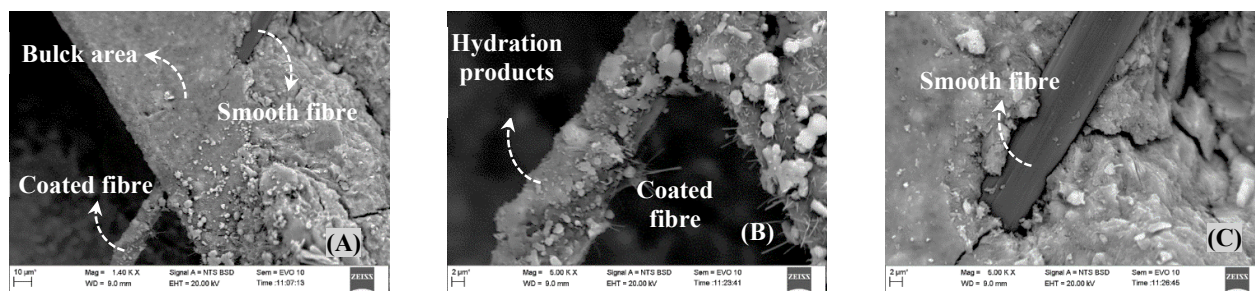 Bulck area
Smooth fibre
Coated fibre
(A)
10 µm*
Mag = 1.40 K X
Signal A = NTS BSD
Sem = EVO 10
WD = 9.0 mm
EHT = 20.00 kV
Time :11:07:13
ZEISS
Hydration
products
Coated
fibre
(B)
2 µm*
Mag = 5.00 K X
Signal A = NTS BSD
Sem = EVO 10
WD = 9.0 mm
EHT = 20.00 kV
Time :11:23:41
ZEISS
Smooth fibre
(C)
2 µm*
Mag = 5.00 K X
Signal A = NTS BSD
Sem = EVO 10
WD = 9.0 mm
EHT = 20.00 kV
Time :11:26:45
ZEISS